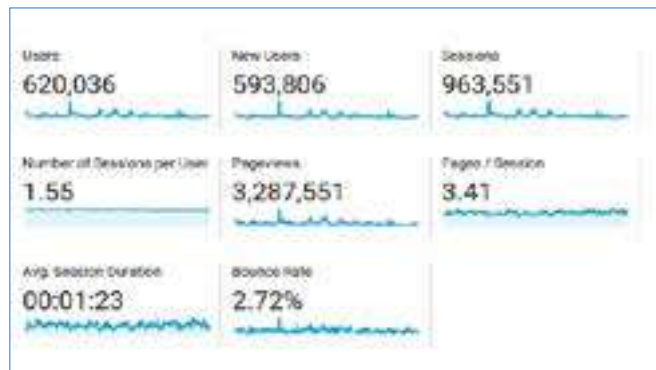 Users
New Users
Sessions
620,036
593,806
963,551
Number of Sessions per User
Pageviews
Pages / Session
1.55
3,287,551
3.41
Avg. Session Duration
Bounce Rate
00:01:23
2.72%